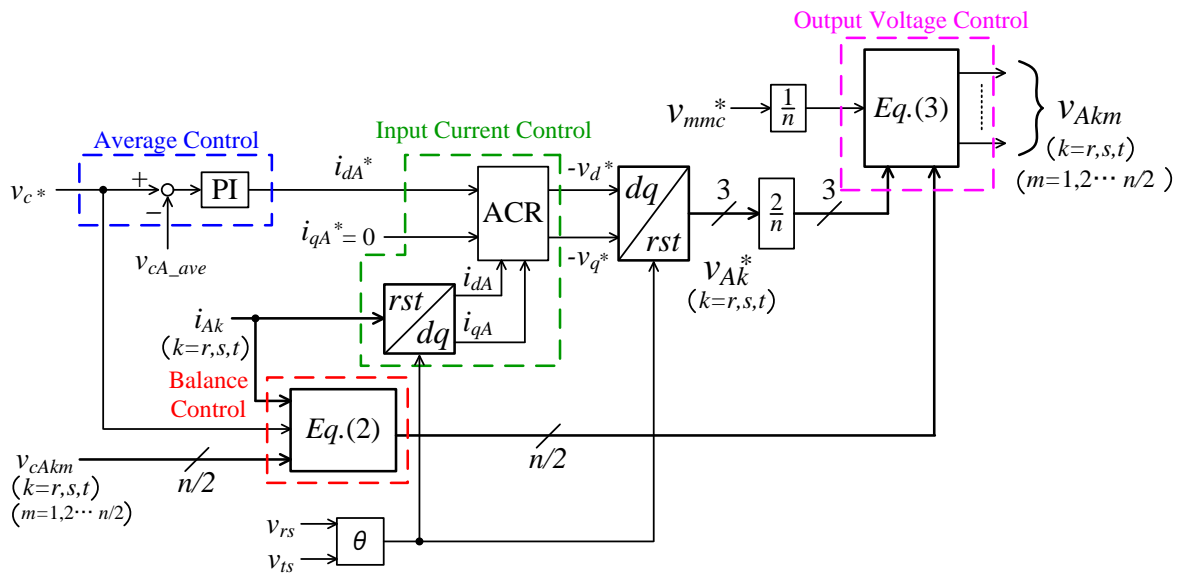 Output Voltage Control
v_mmc*
1/n
Eq.(3)
v_Akm
(k=r,s,t)
(m=1,2⋯ n/2)
Average Control
Input Current Control
v_c*
+
−
PI
v_cA_ave
i_dA*
i_qA* = 0
ACR
-v_d*
-v_q*
dq
rst
3
2/n
3
v_Ak*
(k=r,s,t)
i_Ak
(k=r,s,t)
rst
dq
i_dA
i_qA
Balance
Control
Eq.(2)
n/2
v_cAkm
(k=r,s,t)
(m=1,2⋯ n/2)
n/2
v_rs
v_ts
θ